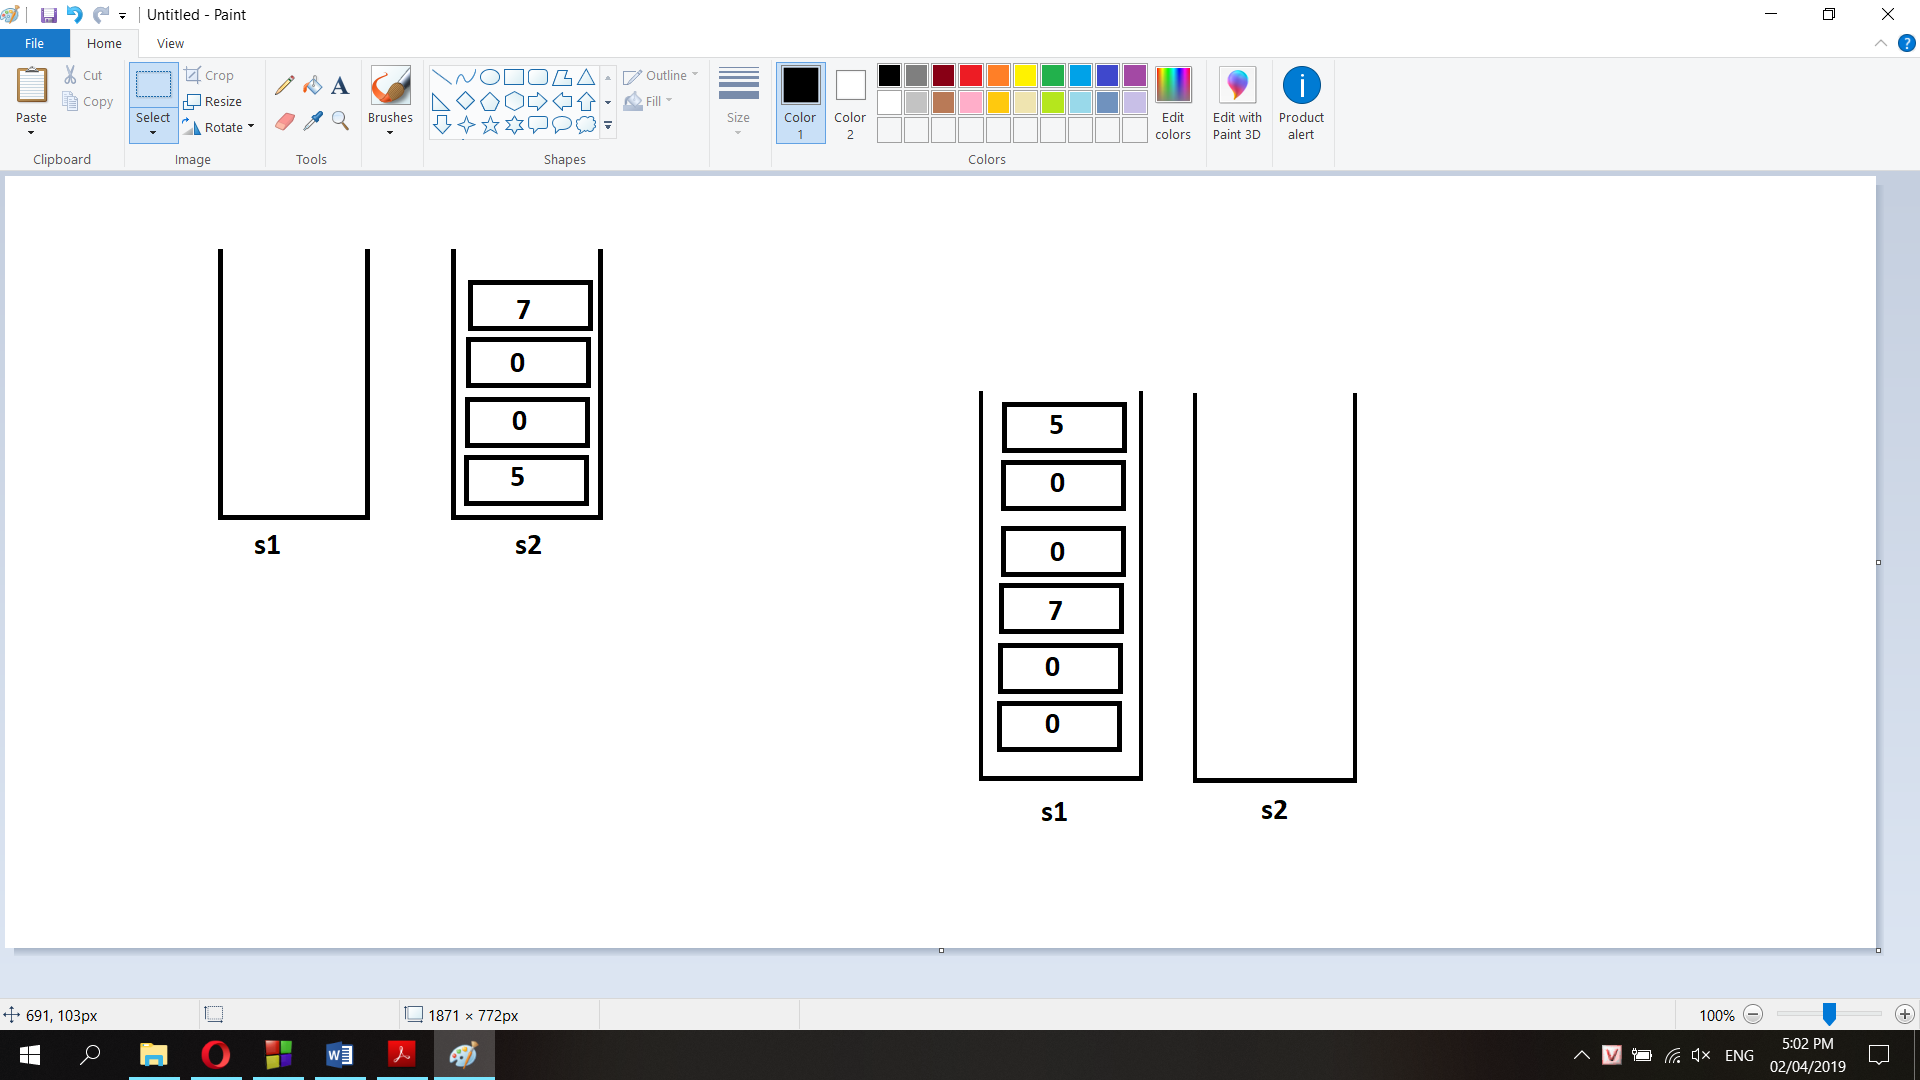 Untitled - Paint
File Home View
Paste
Cut
Copy
Clipboard
Select
Crop
Resize
Rotate
Image
A
Tools
Brushes
Outline
Fill
Shapes
Size
Color 1
Color 2
Colors
Edit colors
Edit with Paint 3D
Product alert
7
0
0
5
s1 s2
5
0
0
7
0
0
s1 s2
691, 103px
1871 × 772px
100%
ENG
5:02 PM
02/04/2019